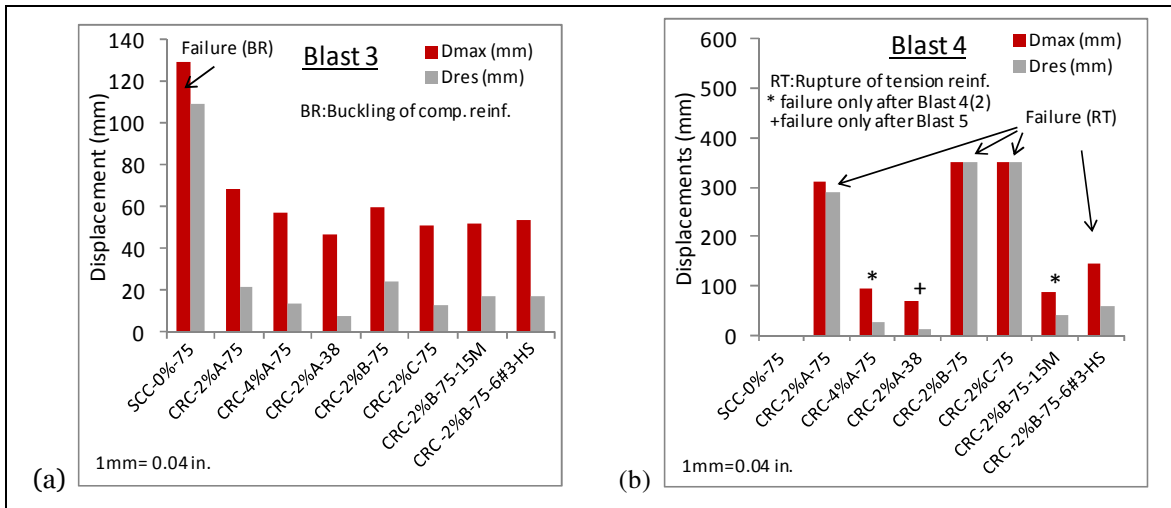 140
120
100
80
60
40
20
0
Displacement (mm)
Failure (BR)
Blast 3
Dmax (mm)
Dres (mm)
BR:Buckling of comp. reinf.
SCC-0%-75
CRC-2%A-75
CRC-4%A-75
CRC-2%A-38
CRC-2%B-75
CRC-2%C-75
CRC-2%B-75-15M
CRC -2%B-75-6#3-HS
1mm= 0.04 in.
(a)
600
500
400
300
200
100
0
Displacements (mm)
Blast 4
Dmax (mm)
Dres (mm)
RT:Rupture of tension reinf.
* failure only after Blast 4(2)
+failure only after Blast 5
Failure (RT)
*
+
*
SCC-0%-75
CRC-2%A-75
CRC-4%A-75
CRC-2%A-38
CRC-2%B-75
CRC-2%C-75
CRC-2%B-75-15M
CRC -2%B-75-6#3-HS
1mm=0.04 in.
(b)